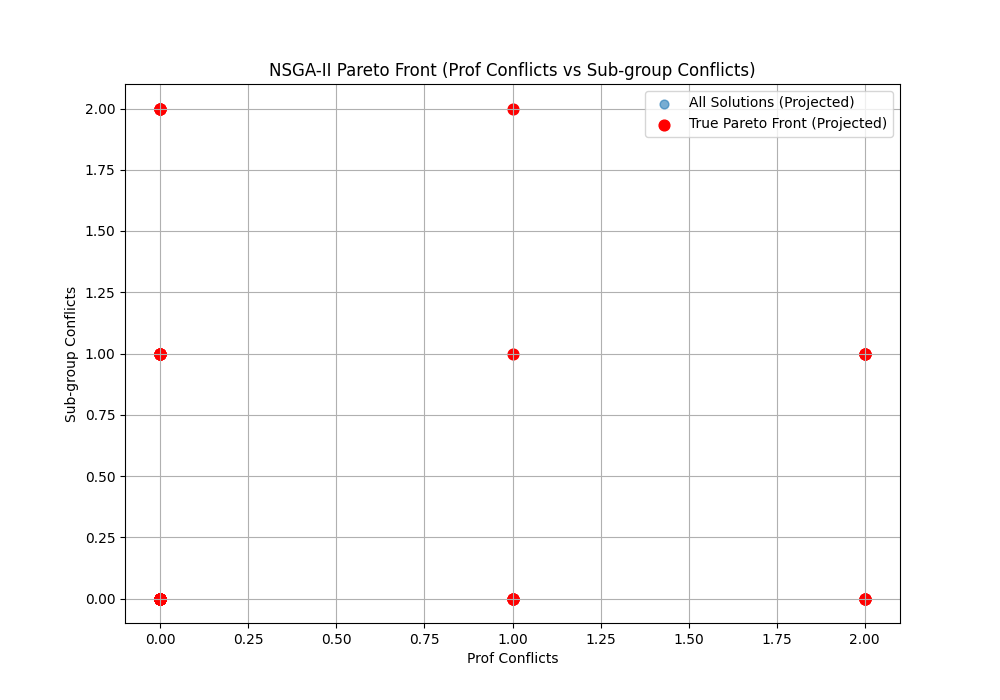 NSGA-II Pareto Front (Prof Conflicts vs Sub-group Conflicts)
All Solutions (Projected)
True Pareto Front (Projected)
Sub-group Conflicts
2.00
1.75
1.50
1.25
1.00
0.75
0.50
0.25
0.00
0.00 0.25 0.50 0.75 1.00 1.25 1.50 1.75 2.00
Prof Conflicts